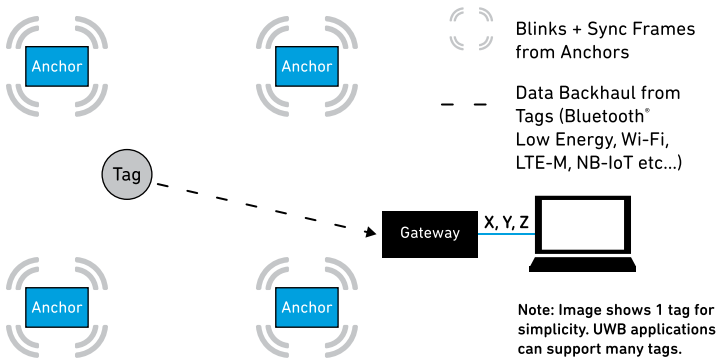 Anchor
Anchor
Blinks + Sync Frames
from Anchors
Data Backhaul from
Tags (Bluetooth®
Low Energy, Wi-Fi,
LTE-M, NB-IoT etc...)
Tag
Gateway
X, Y, Z
Anchor
Anchor
Note: Image shows 1 tag for
simplicity. UWB applications
can support many tags.